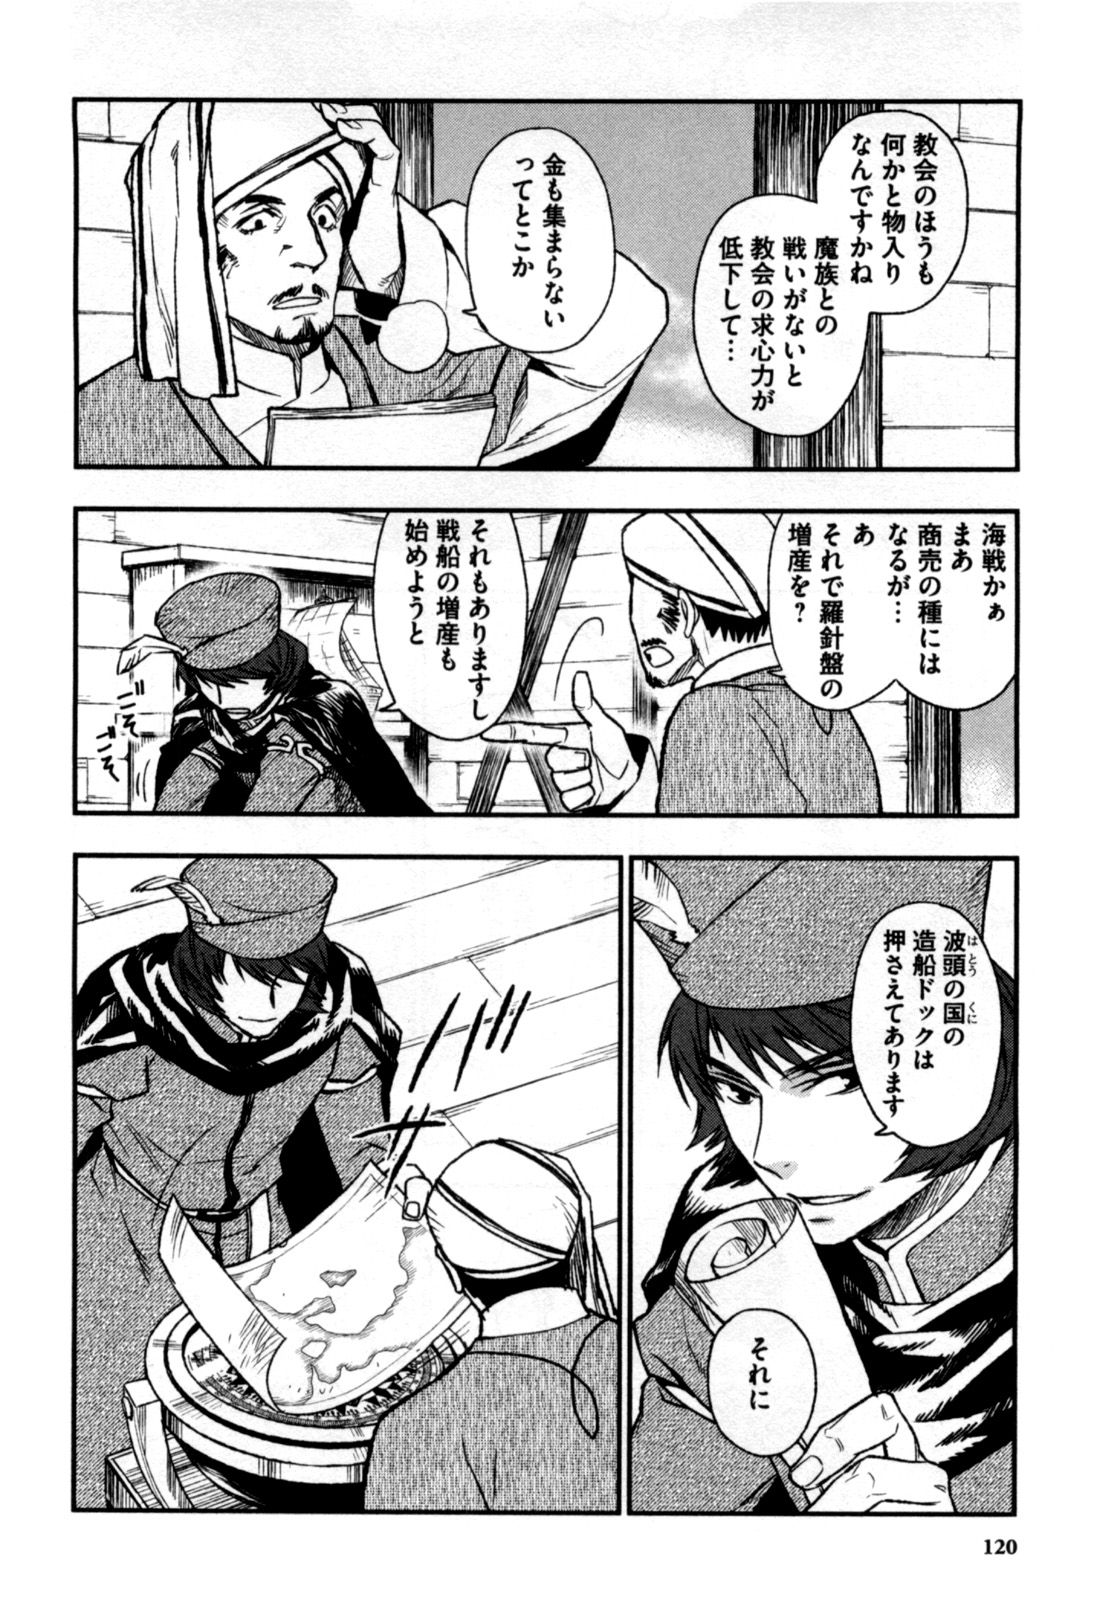 教会のほうも
何かと物入り
なんですかね
魔族との
戦いがないと
教会の求心力が
低下して…
金も集まらない
ってとこか
海戦かぁ
まあ
商売の種には
なるが…
あ
それで羅針盤の
増産を?
それもありますし
戦船の増産も
始めようと
ごそ
ごそ
波頭の国の
はとう
くに
造船ドックは
押さえてあります
それに
120